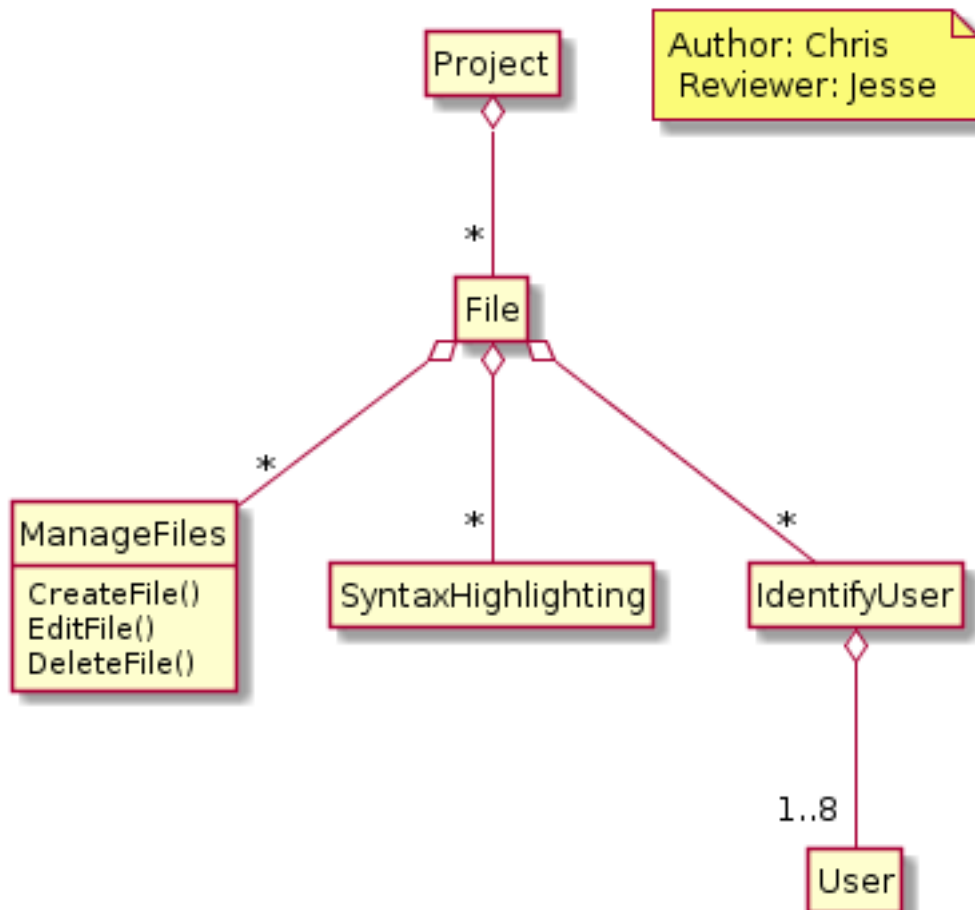 Project
Author: Chris
Reviewer: Jesse
*
File
*
*
*
ManageFiles
CreateFile()
EditFile()
DeleteFile()
SyntaxHighlighting
IdentifyUser
1..8
User